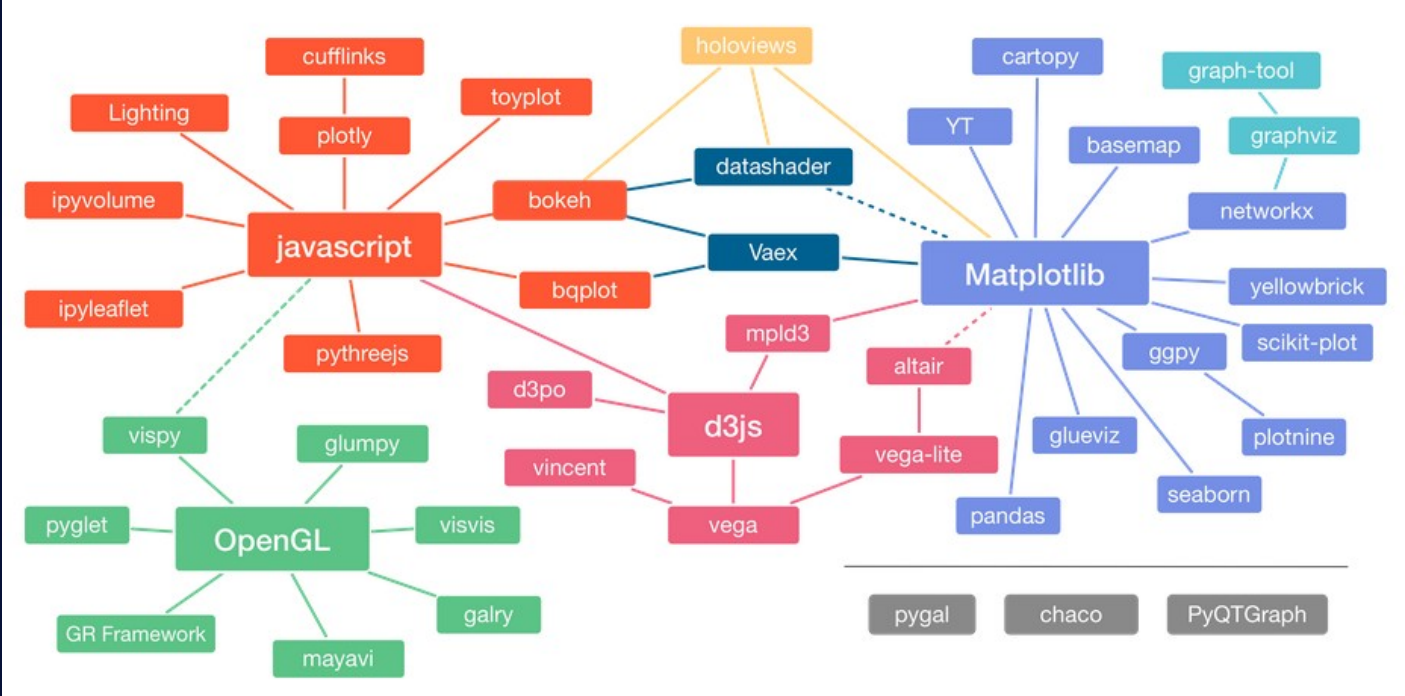 cufflinks
holoviews
cartopy
graph-tool
Lighting
toyplot
plotly
YT
basemap
graphviz
datashader
ipyvolume
bokeh
networkx
javascript
Vaex
Matplotlib
bqplot
yellowbrick
ipyleaflet
mpld3
pythreejs
ggpy
scikit-plot
altair
d3po
d3js
vispy
glumpy
glueviz
plotnine
vincent
vega-lite
seaborn
pyglet
OpenGL
visvis
vega
pandas
GR Framework
galry
mayavi
pygal
chaco
PyQTGraph